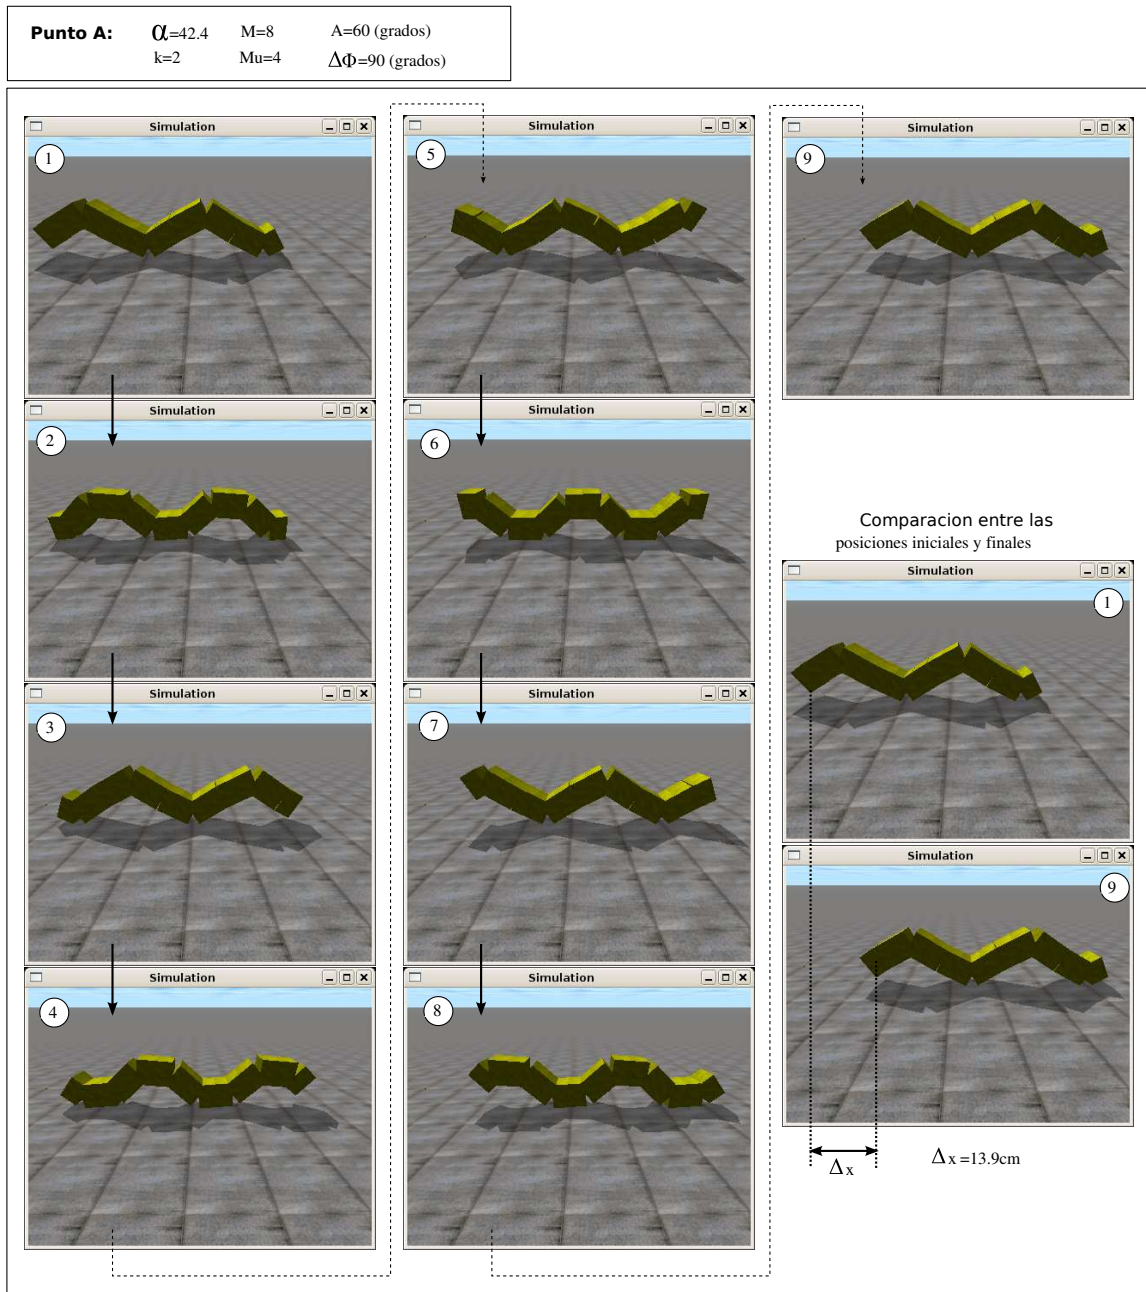 Punto A: α=42.4 M=8 A=60 (grados)
k=2 Mu=4 ΔΦ=90 (grados)
Simulation
1
Simulation
2
Simulation
3
Simulation
4
Simulation
5
Simulation
6
Simulation
7
Simulation
8
Simulation
9
Comparacion entre las
posiciones iniciales y finales
Simulation
1
Simulation
9
Δx
Δx=13.9cm